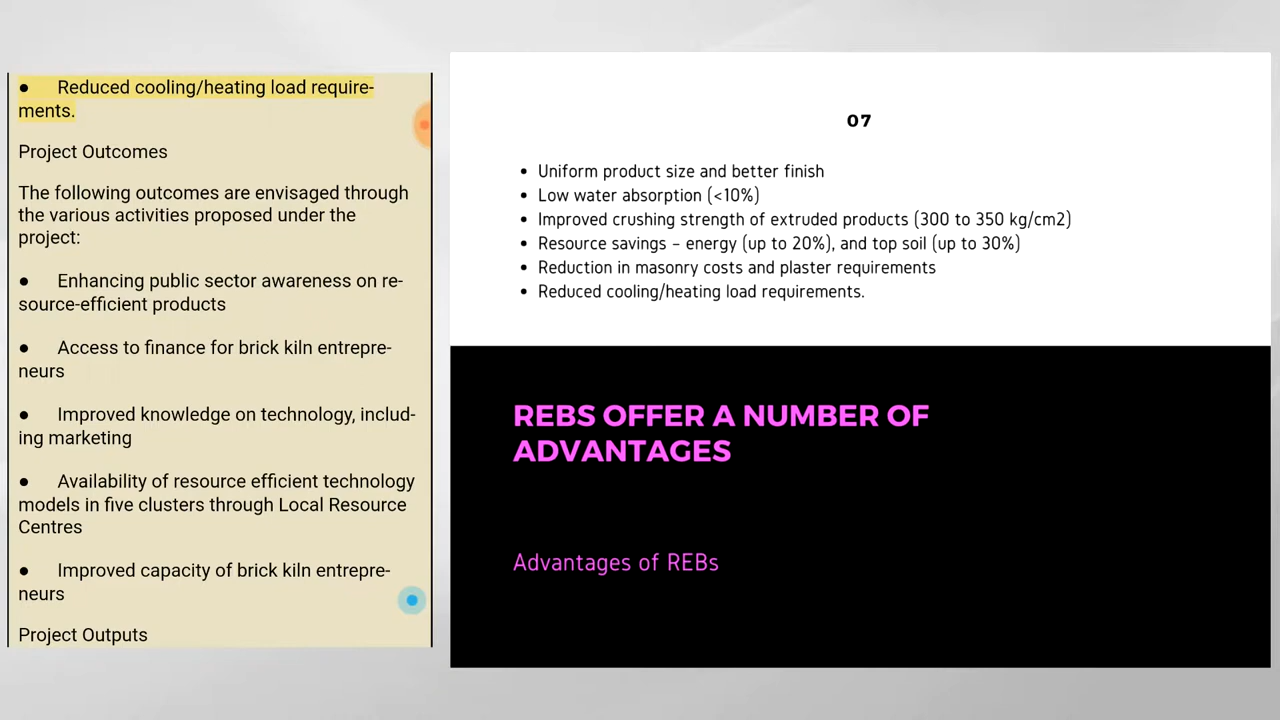 ● Reduced cooling/heating load require-
ments.
Project Outcomes
The following outcomes are envisaged through
the various activities proposed under the
project:
● Enhancing public sector awareness on re-
source-efficient products
● Access to finance for brick kiln entrepre-
neurs
● Improved knowledge on technology, includ-
ing marketing
● Availability of resource efficient technology
models in five clusters through Local Resource
Centres
● Improved capacity of brick kiln entrepre-
neurs
Project Outputs
07
• Uniform product size and better finish
• Low water absorption (<10%)
• Improved crushing strength of extruded products (300 to 350 kg/cm2)
• Resource savings – energy (up to 20%), and top soil (up to 30%)
• Reduction in masonry costs and plaster requirements
• Reduced cooling/heating load requirements.
REBS OFFER A NUMBER OF
ADVANTAGES
Advantages of REBs